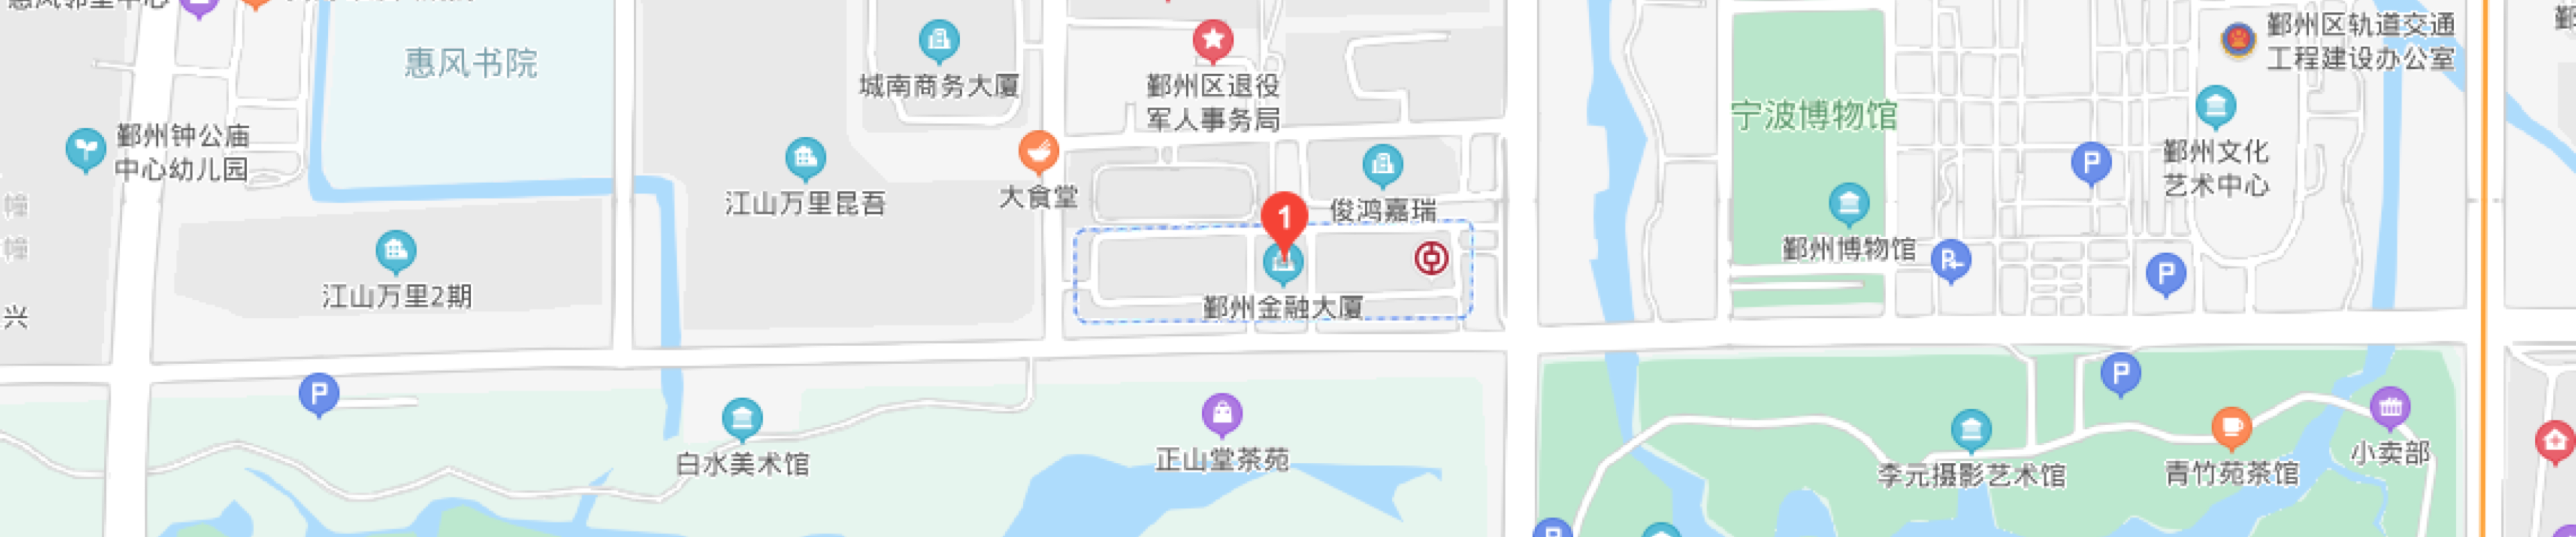 惠风书院
城南商务大厦
鄞州区退役
军人事务局
鄞州区轨道交通
工程建设办公室
宁波博物馆
鄞州钟公庙
中心幼儿园
江山万里昆吾
大食堂
俊鸿嘉瑞
鄞州文化
艺术中心
P
1
鄞州博物馆
P
P
幢
幢
江山万里2期
鄞州金融大厦
兴
P
P
白水美术馆
正山堂茶苑
李元摄影艺术馆
青竹苑茶馆
小卖部